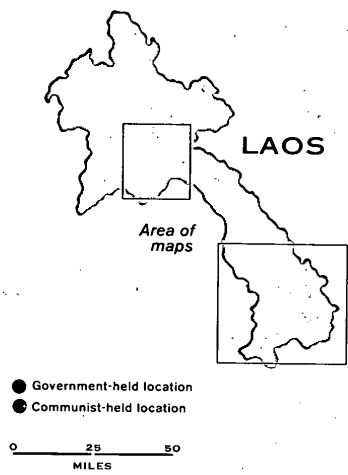 LAOS
Area of
maps
Government-held location
Communist-held location
0 25 50
MILES